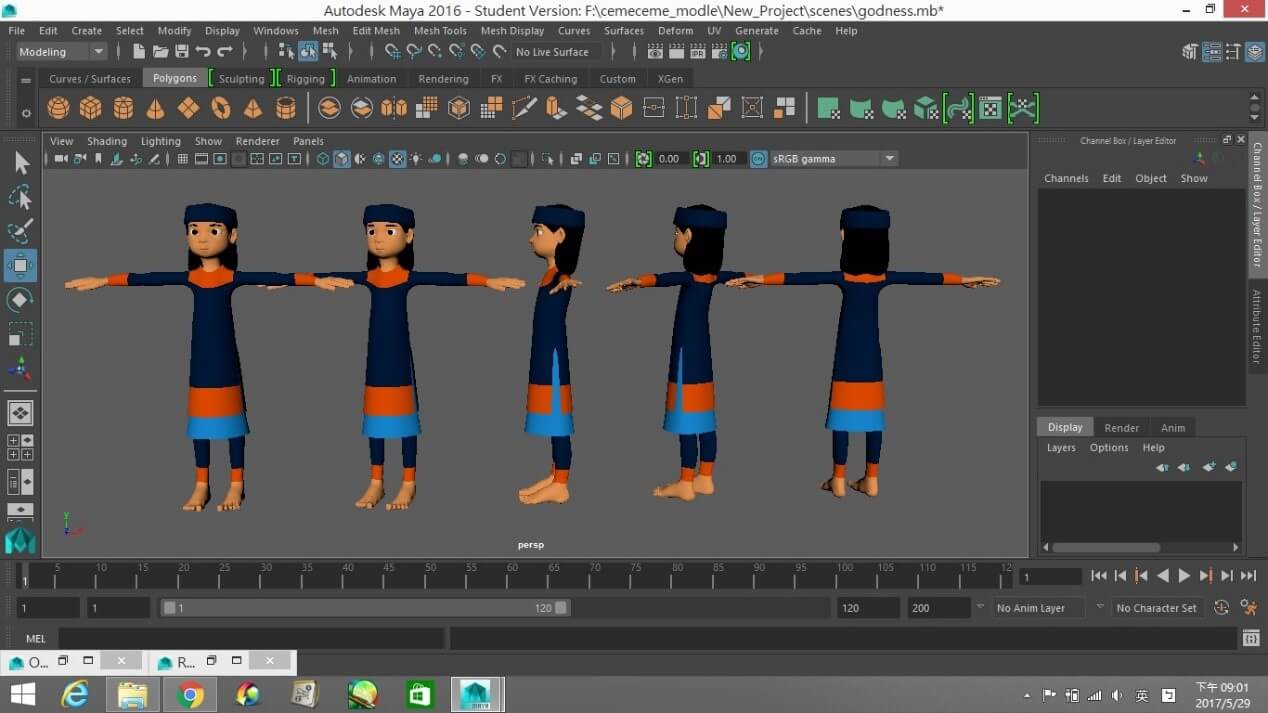 Autodesk Maya 2016 - Student Version: F:\cemeceme_modle\New_Project\scenes\godness.mb*
File Edit Create Select Modify Display Windows Mesh Edit Mesh Mesh Tools Mesh Display Curves Surfaces Deform UV Generate Cache Help
Modeling No Live Surface
Curves / Surfaces Polygons Sculpting Rigging Animation Rendering FX FX Caching Custom XGen
View Shading Lighting Show Renderer Panels
0.00 1.00 sRGB gamma
Channel Box / Layer Editor
Channels Edit Object Show
Channel Box / Layer Editor
Attribute Editor
Display Render Anim
Layers Options Help
persp
y
1 5 10 15 20 25 30 35 40 45 50 55 60 65 70 75 80 85 90 95 100 105 110 115 12
1
1 1 1 120 120 200 No Anim Layer No Character Set
MEL
O... R...
MAYA
英
下午 09:01
2017/5/29